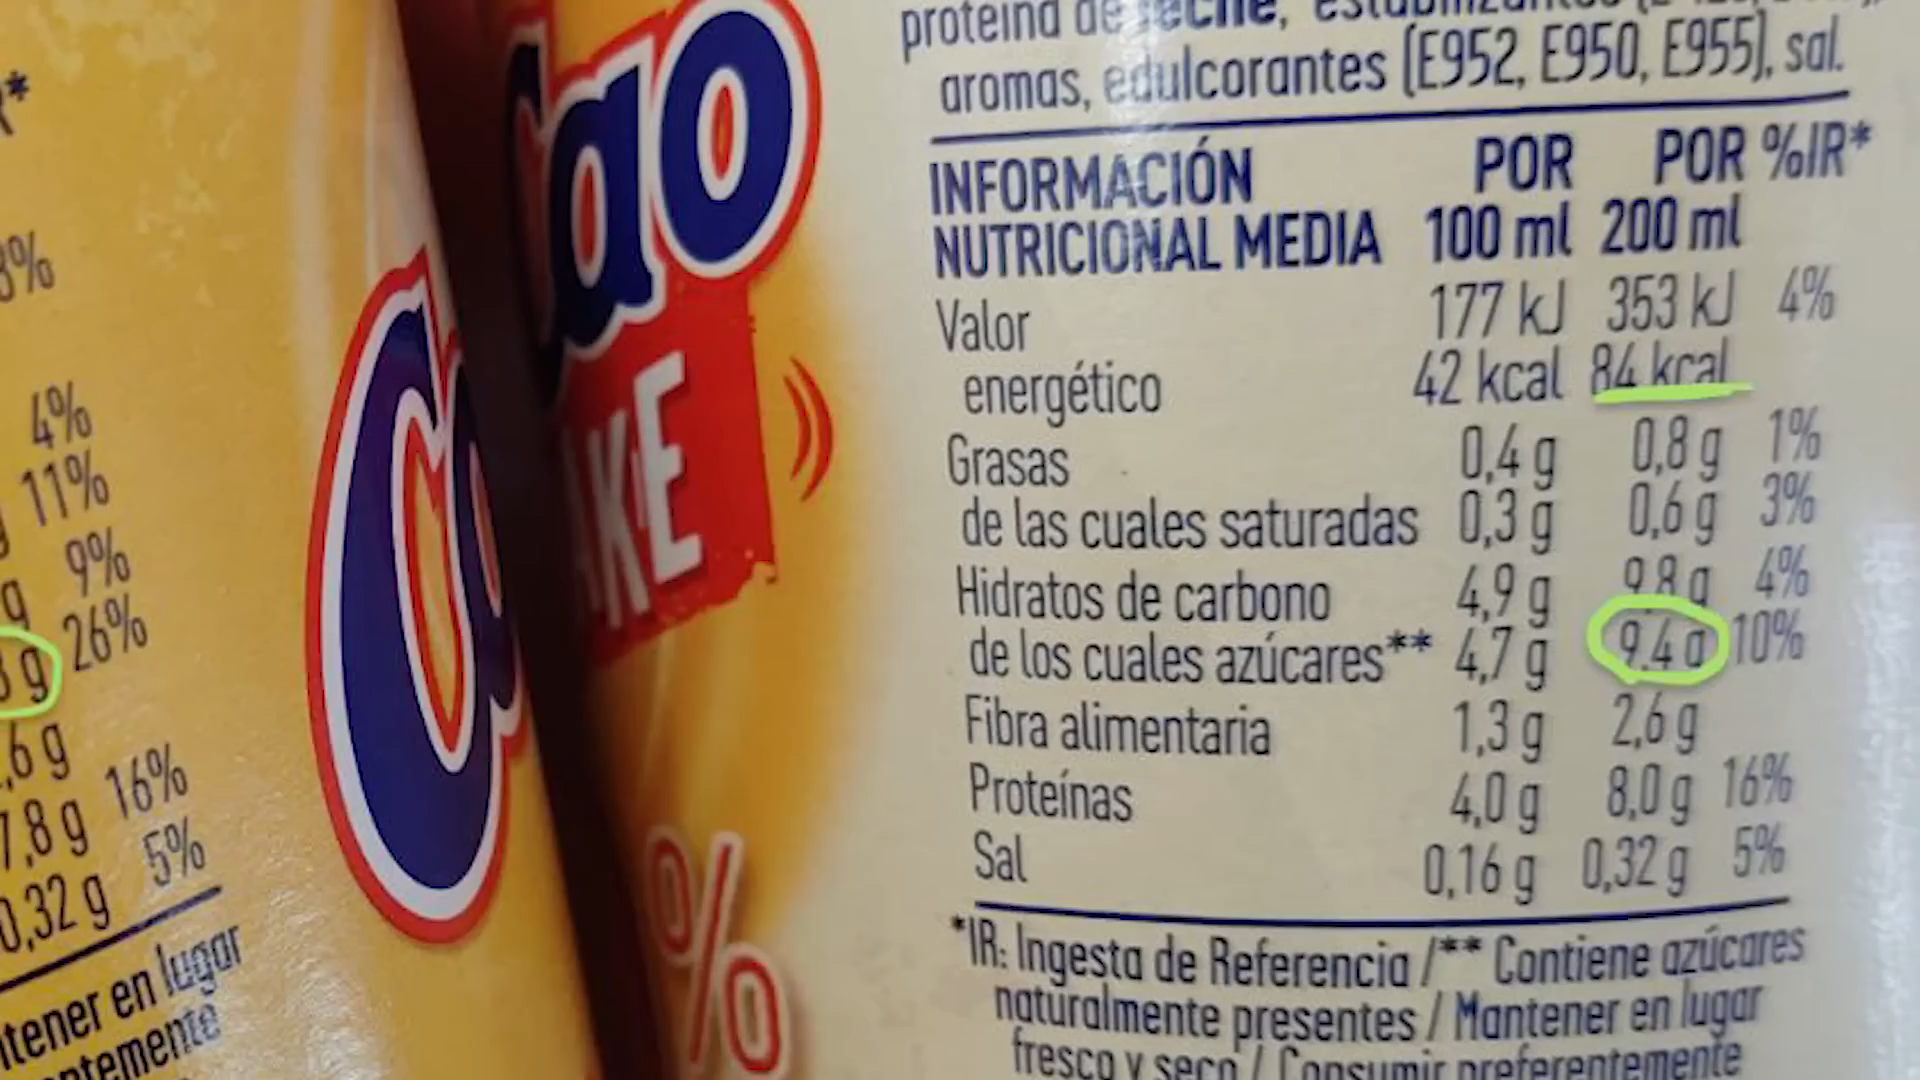 8%
4%
11%
9%
g 26%
g
,6 g
7,8 g 16%
0,32 g 5%
en lugar
Cao
%
proteína de leche,
aromas, edulcorantes (E952, E950, E955), sal.
INFORMACIÓN POR POR %IR*
NUTRICIONAL MEDIA 100 ml 200 ml
Valor 177 kJ 353 kJ 4%
energético 42 kcal 84 kcal
Grasas 0,4 g 0,8 g 1%
de las cuales saturadas 0,3 g 0,6 g 3%
Hidratos de carbono 4,9 g 9,8 g 4%
de los cuales azúcares** 4,7 g 9,4 g 10%
Fibra alimentaria 1,3 g 2,6 g
Proteínas 4,0 g 8,0 g 16%
Sal 0,16 g 0,32 g 5%
*IR: Ingesta de Referencia / ** Contiene azúcares
naturalmente presentes / Mantener en lugar
fresco y seco / Consumir preferentemente